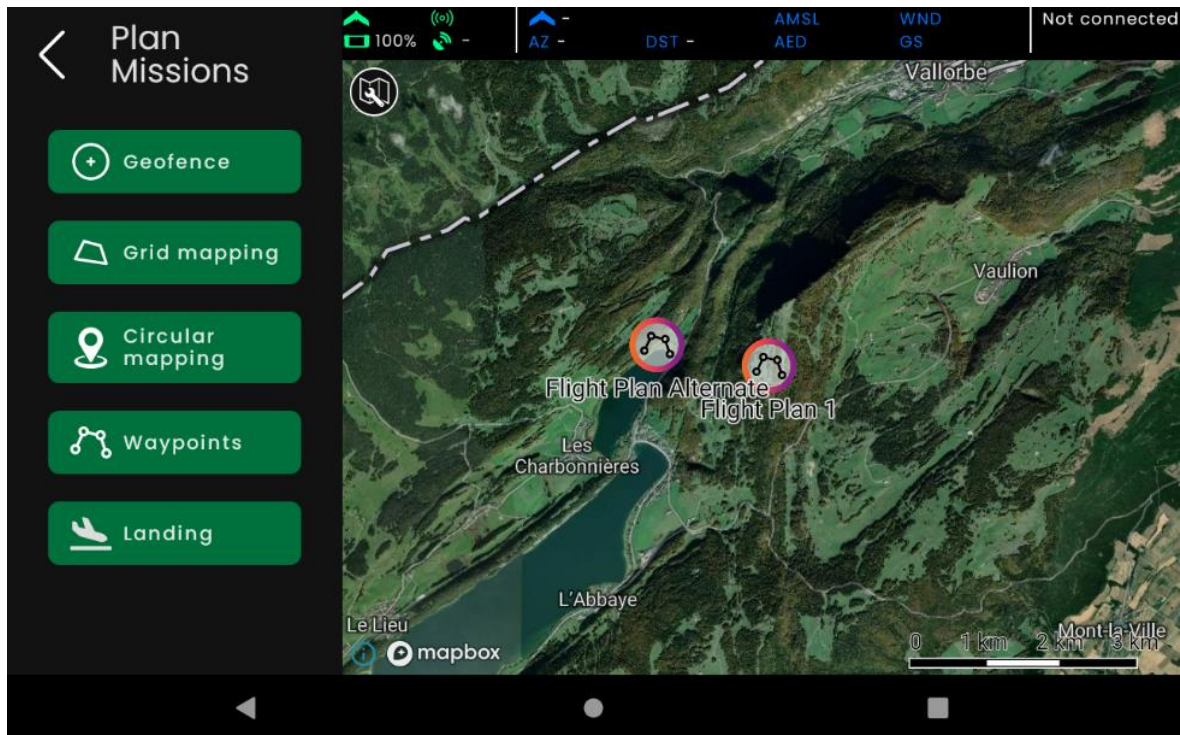 Plan
Missions
Geofence
Grid mapping
Circular
mapping
Waypoints
Landing
100% -
- AMSL WND
AZ - DST - AED GS
Not connected
Vallorbe
Vaulion
Flight Plan Alternate
Flight Plan 1
Les
Charbonnières
L'Abbaye
Le Lieu
mapbox
Mont-la-Ville
0 1 km 2 km 3 km